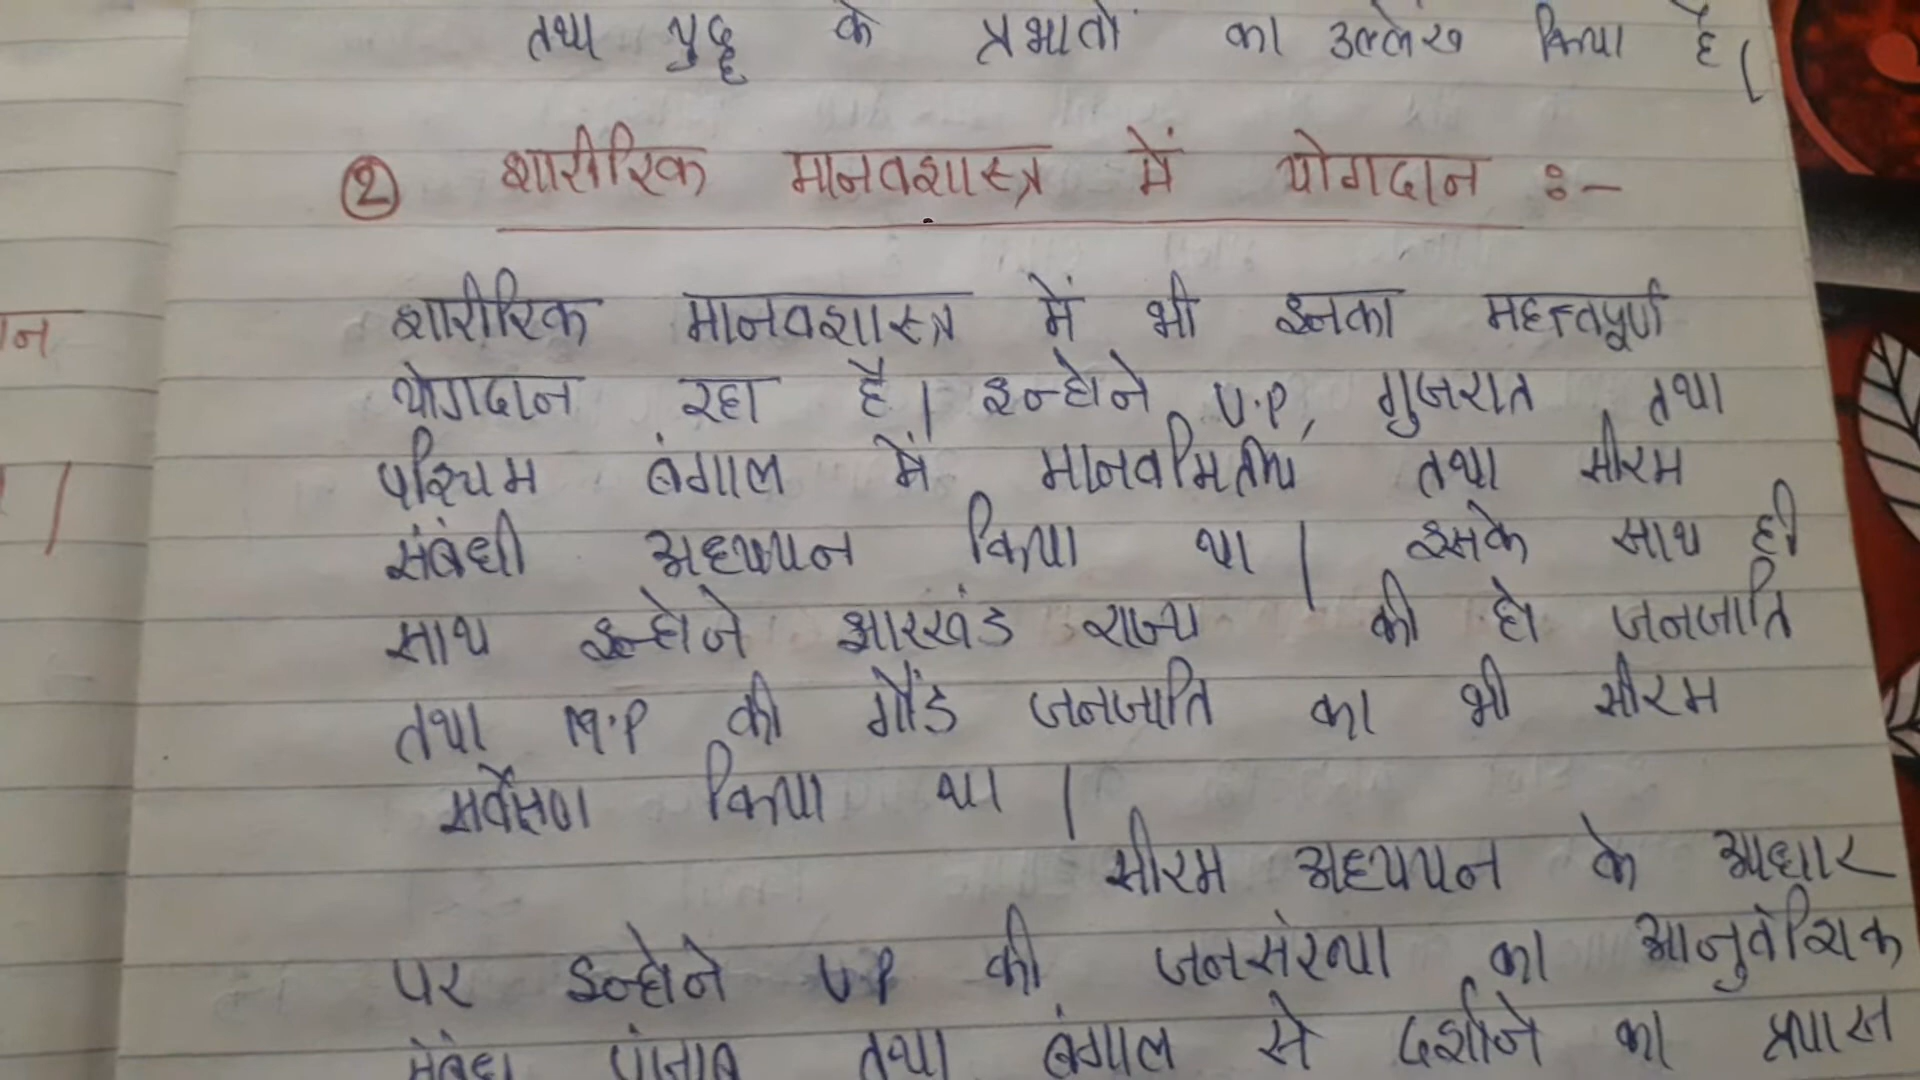 तथा युद्ध के प्रभावों का उल्लेख किया है।
② शारीरिक मानवशास्त्र में योगदान :-
शारीरिक मानवशास्त्र में भी इनका महत्त्वपूर्ण
न
योगदान रहा है। इन्होने U.P, गुजरात तथा
पश्चिम बंगाल में मानवमितीय तथा सीरम
संबंधी अध्ययन किया था। इसके साथ ही
साथ इन्होने झारखंड राज्य की हो जनजाति
तथा M.P की गोंड जनजाति का भी सीरम
सर्वेक्षण किया था।
सीरम अध्ययन के आधार
पर इन्होने U.P की जनसंख्या का आनुवंशिक
संबंध पंजाब तथा बंगाल से दर्शाने का प्रयास